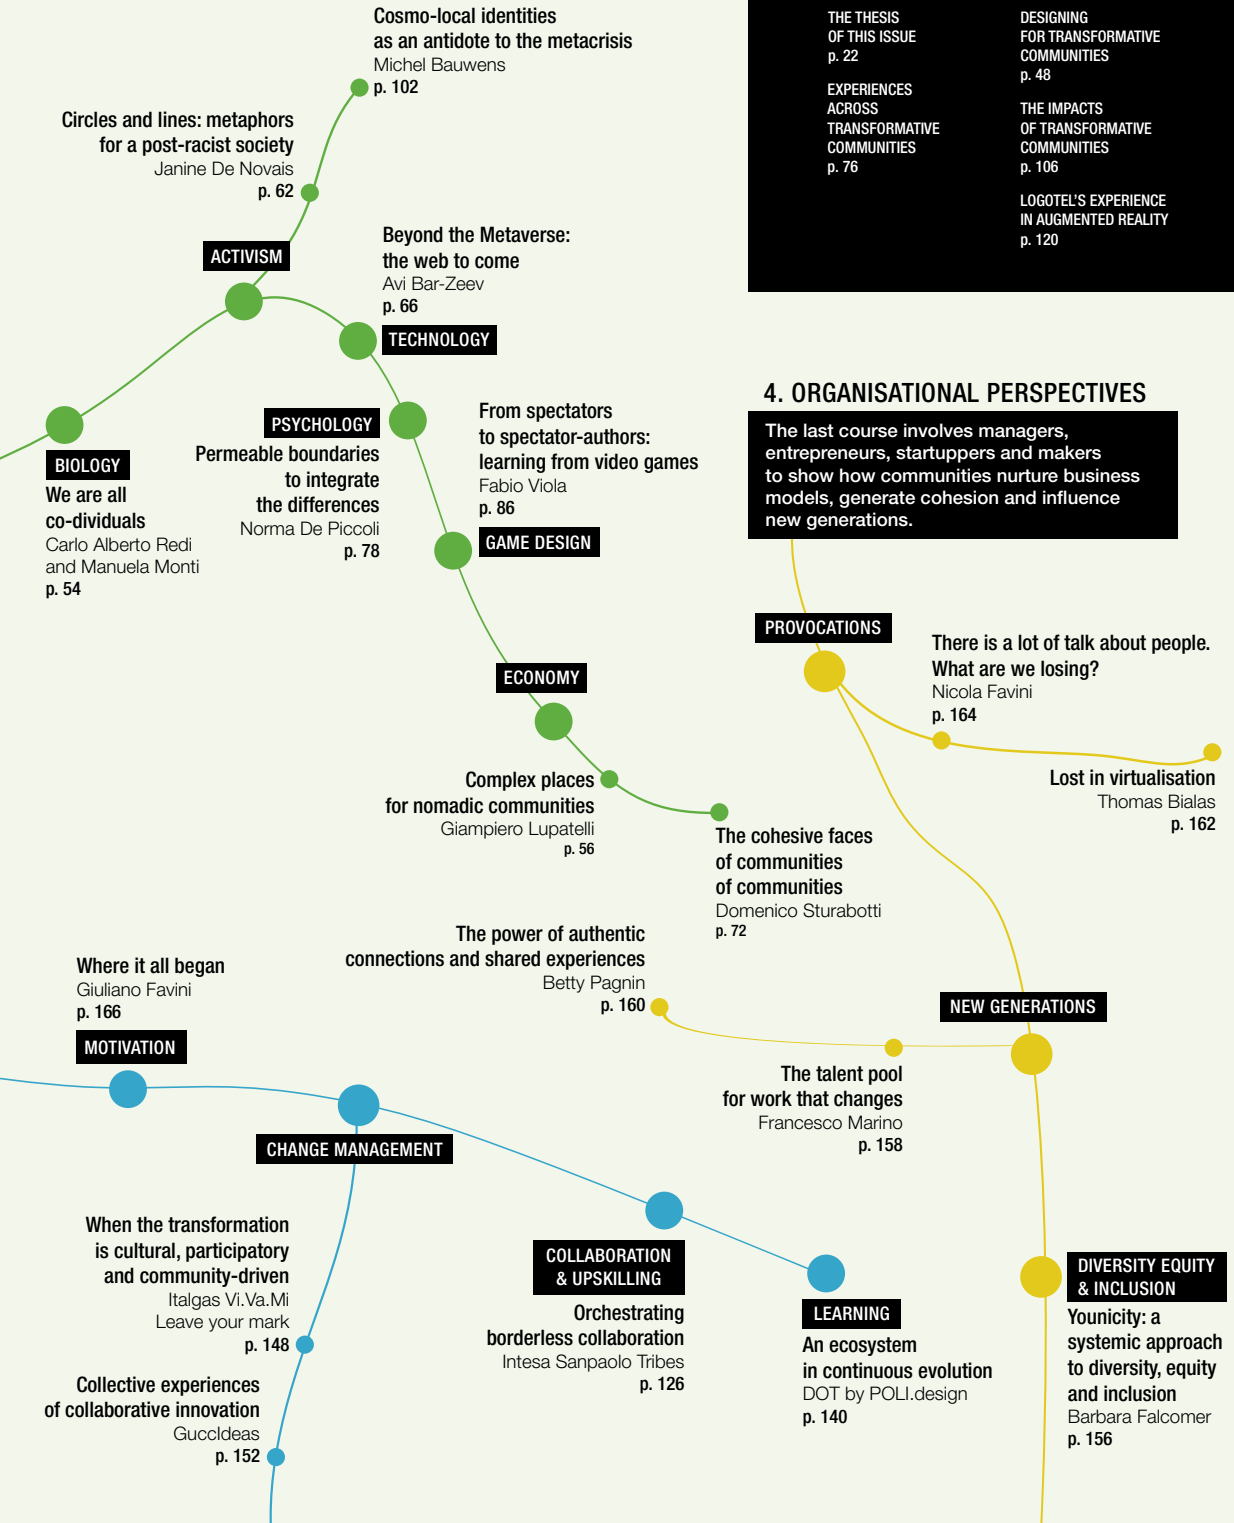 Cosmo-local identities
as an antidote to the metacrisis
Michel Bauwens
p. 102
Circles and lines: metaphors
for a post-racist society
Janine De Novais
p. 62
ACTIVISM
Beyond the Metaverse:
the web to come
Avi Bar-Zeev
p. 66
TECHNOLOGY
BIOLOGY
We are all
co-dividuals
Carlo Alberto Redi
and Manuela Monti
p. 54
PSYCHOLOGY
Permeable boundaries
to integrate
the differences
Norma De Piccoli
p. 78
From spectators
to spectator-authors:
learning from video games
Fabio Viola
p. 86
GAME DESIGN
ECONOMY
Complex places
for nomadic communities
Giampiero Lupatelli
p. 56
The cohesive faces
of communities
of communities
Domenico Sturabotti
p. 72
THE THESIS
OF THIS ISSUE
p. 22
EXPERIENCES
ACROSS
TRANSFORMATIVE
COMMUNITIES
p. 76
DESIGNING
FOR TRANSFORMATIVE
COMMUNITIES
p. 48
THE IMPACTS
OF TRANSFORMATIVE
COMMUNITIES
p. 106
LOGOTEL'S EXPERIENCE
IN AUGMENTED REALITY
p. 120
4. ORGANISATIONAL PERSPECTIVES
The last course involves managers,
entrepreneurs, startuppers and makers
to show how communities nurture business
models, generate cohesion and influence
new generations.
PROVOCATIONS
There is a lot of talk about people.
What are we losing?
Nicola Favini
p. 164
Lost in virtualisation
Thomas Bialas
p. 162
The power of authentic
connections and shared experiences
Betty Pagnin
p. 160
NEW GENERATIONS
The talent pool
for work that changes
Francesco Marino
p. 158
Where it all began
Giuliano Favini
p. 166
MOTIVATION
CHANGE MANAGEMENT
When the transformation
is cultural, participatory
and community-driven
Italgas Vi.Va.Mi
Leave your mark
p. 148
Collective experiences
of collaborative innovation
GuccIdeas
p. 152
COLLABORATION
& UPSKILLING
Orchestrating
borderless collaboration
Intesa Sanpaolo Tribes
p. 126
LEARNING
An ecosystem
in continuous evolution
DOT by POLI.design
p. 140
DIVERSITY EQUITY
& INCLUSION
Younicity: a
systemic approach
to diversity, equity
and inclusion
Barbara Falcomer
p. 156